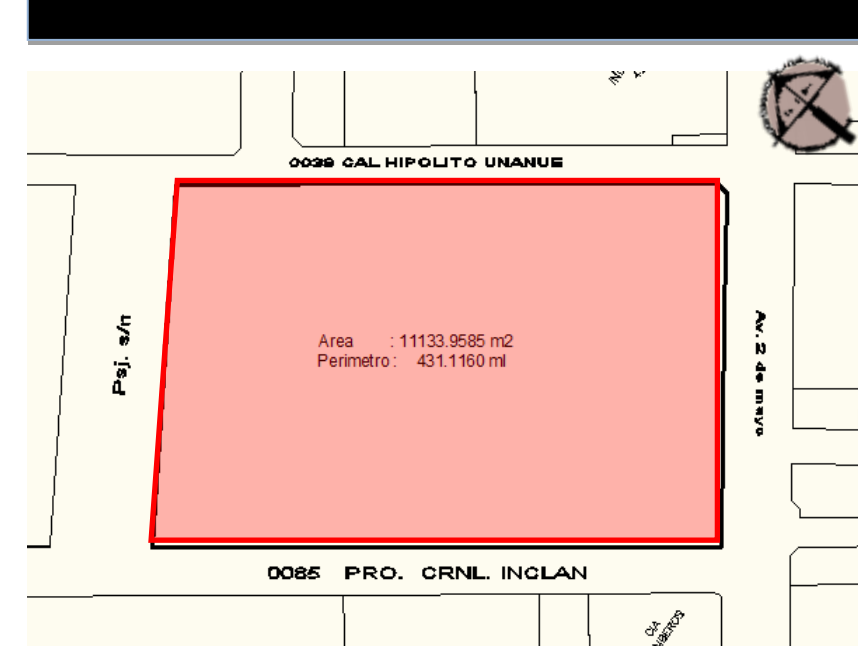 0039 CAL HIPOLITO UNANUE
Psj. s/n
Area : 11133.9585 m2
Perimetro : 431.1160 ml
Av. 2 de mayo
0085 PRO. CRNL. INCLAN
CIA